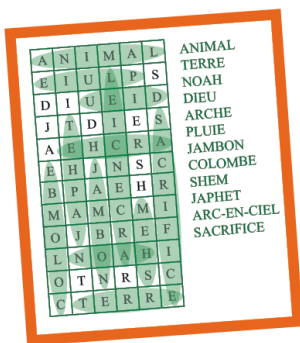 A N I M A L
E I U L P S
D I U E I D
J T D I E S
A E H C R A
E H J N S C
B P A E H R
M A M C M I
O J B R E F
L N O A H I
O T N R S C
C T E R R E
ANIMAL
TERRE
NOAH
DIEU
ARCHE
PLUIE
JAMBON
COLOMBE
SHEM
JAPHET
ARC-EN-CIEL
SACRIFICE